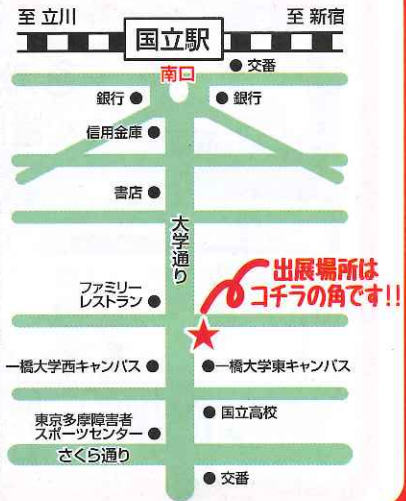 至 立川
至 新宿
国立駅
南口
交番
銀行
銀行
信用金庫
書店
大学通り
出展場所は
コチラの角です!!
ファミリー
レストラン
一橋大学西キャンパス
一橋大学東キャンパス
国立高校
東京多摩障害者
スポーツセンター
さくら通り
交番